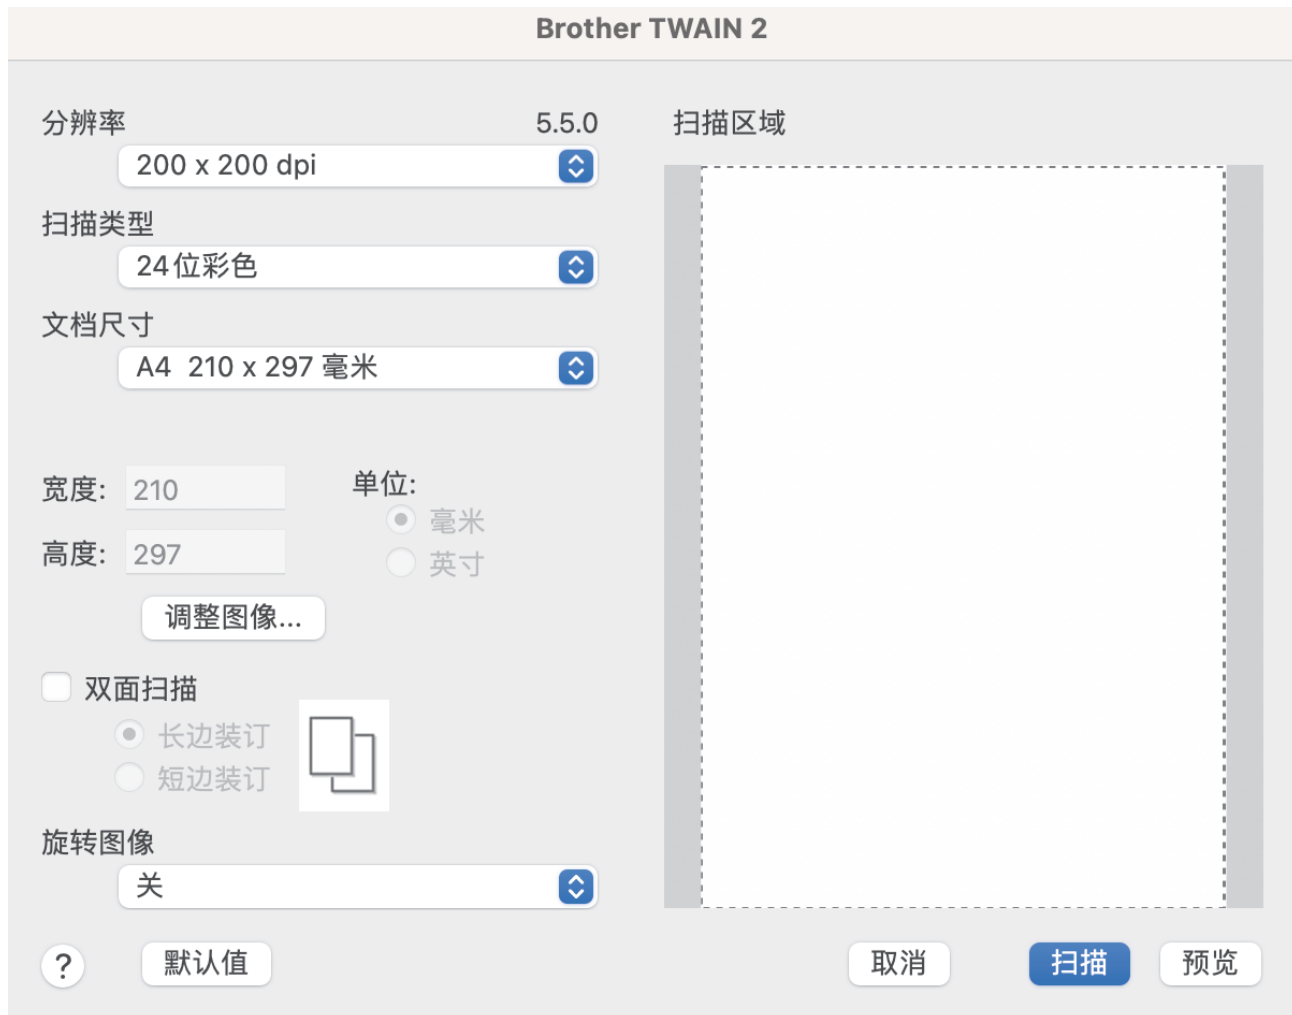 Brother TWAIN 2
分辨率 5.5.0
200 x 200 dpi
扫描类型
24位彩色
文档尺寸
A4 210 x 297 毫米
宽度: 210
单位:
毫米
高度: 297
英寸
调整图像...
双面扫描
长边装订
短边装订
旋转图像
关
扫描区域
? 默认值 取消 扫描 预览